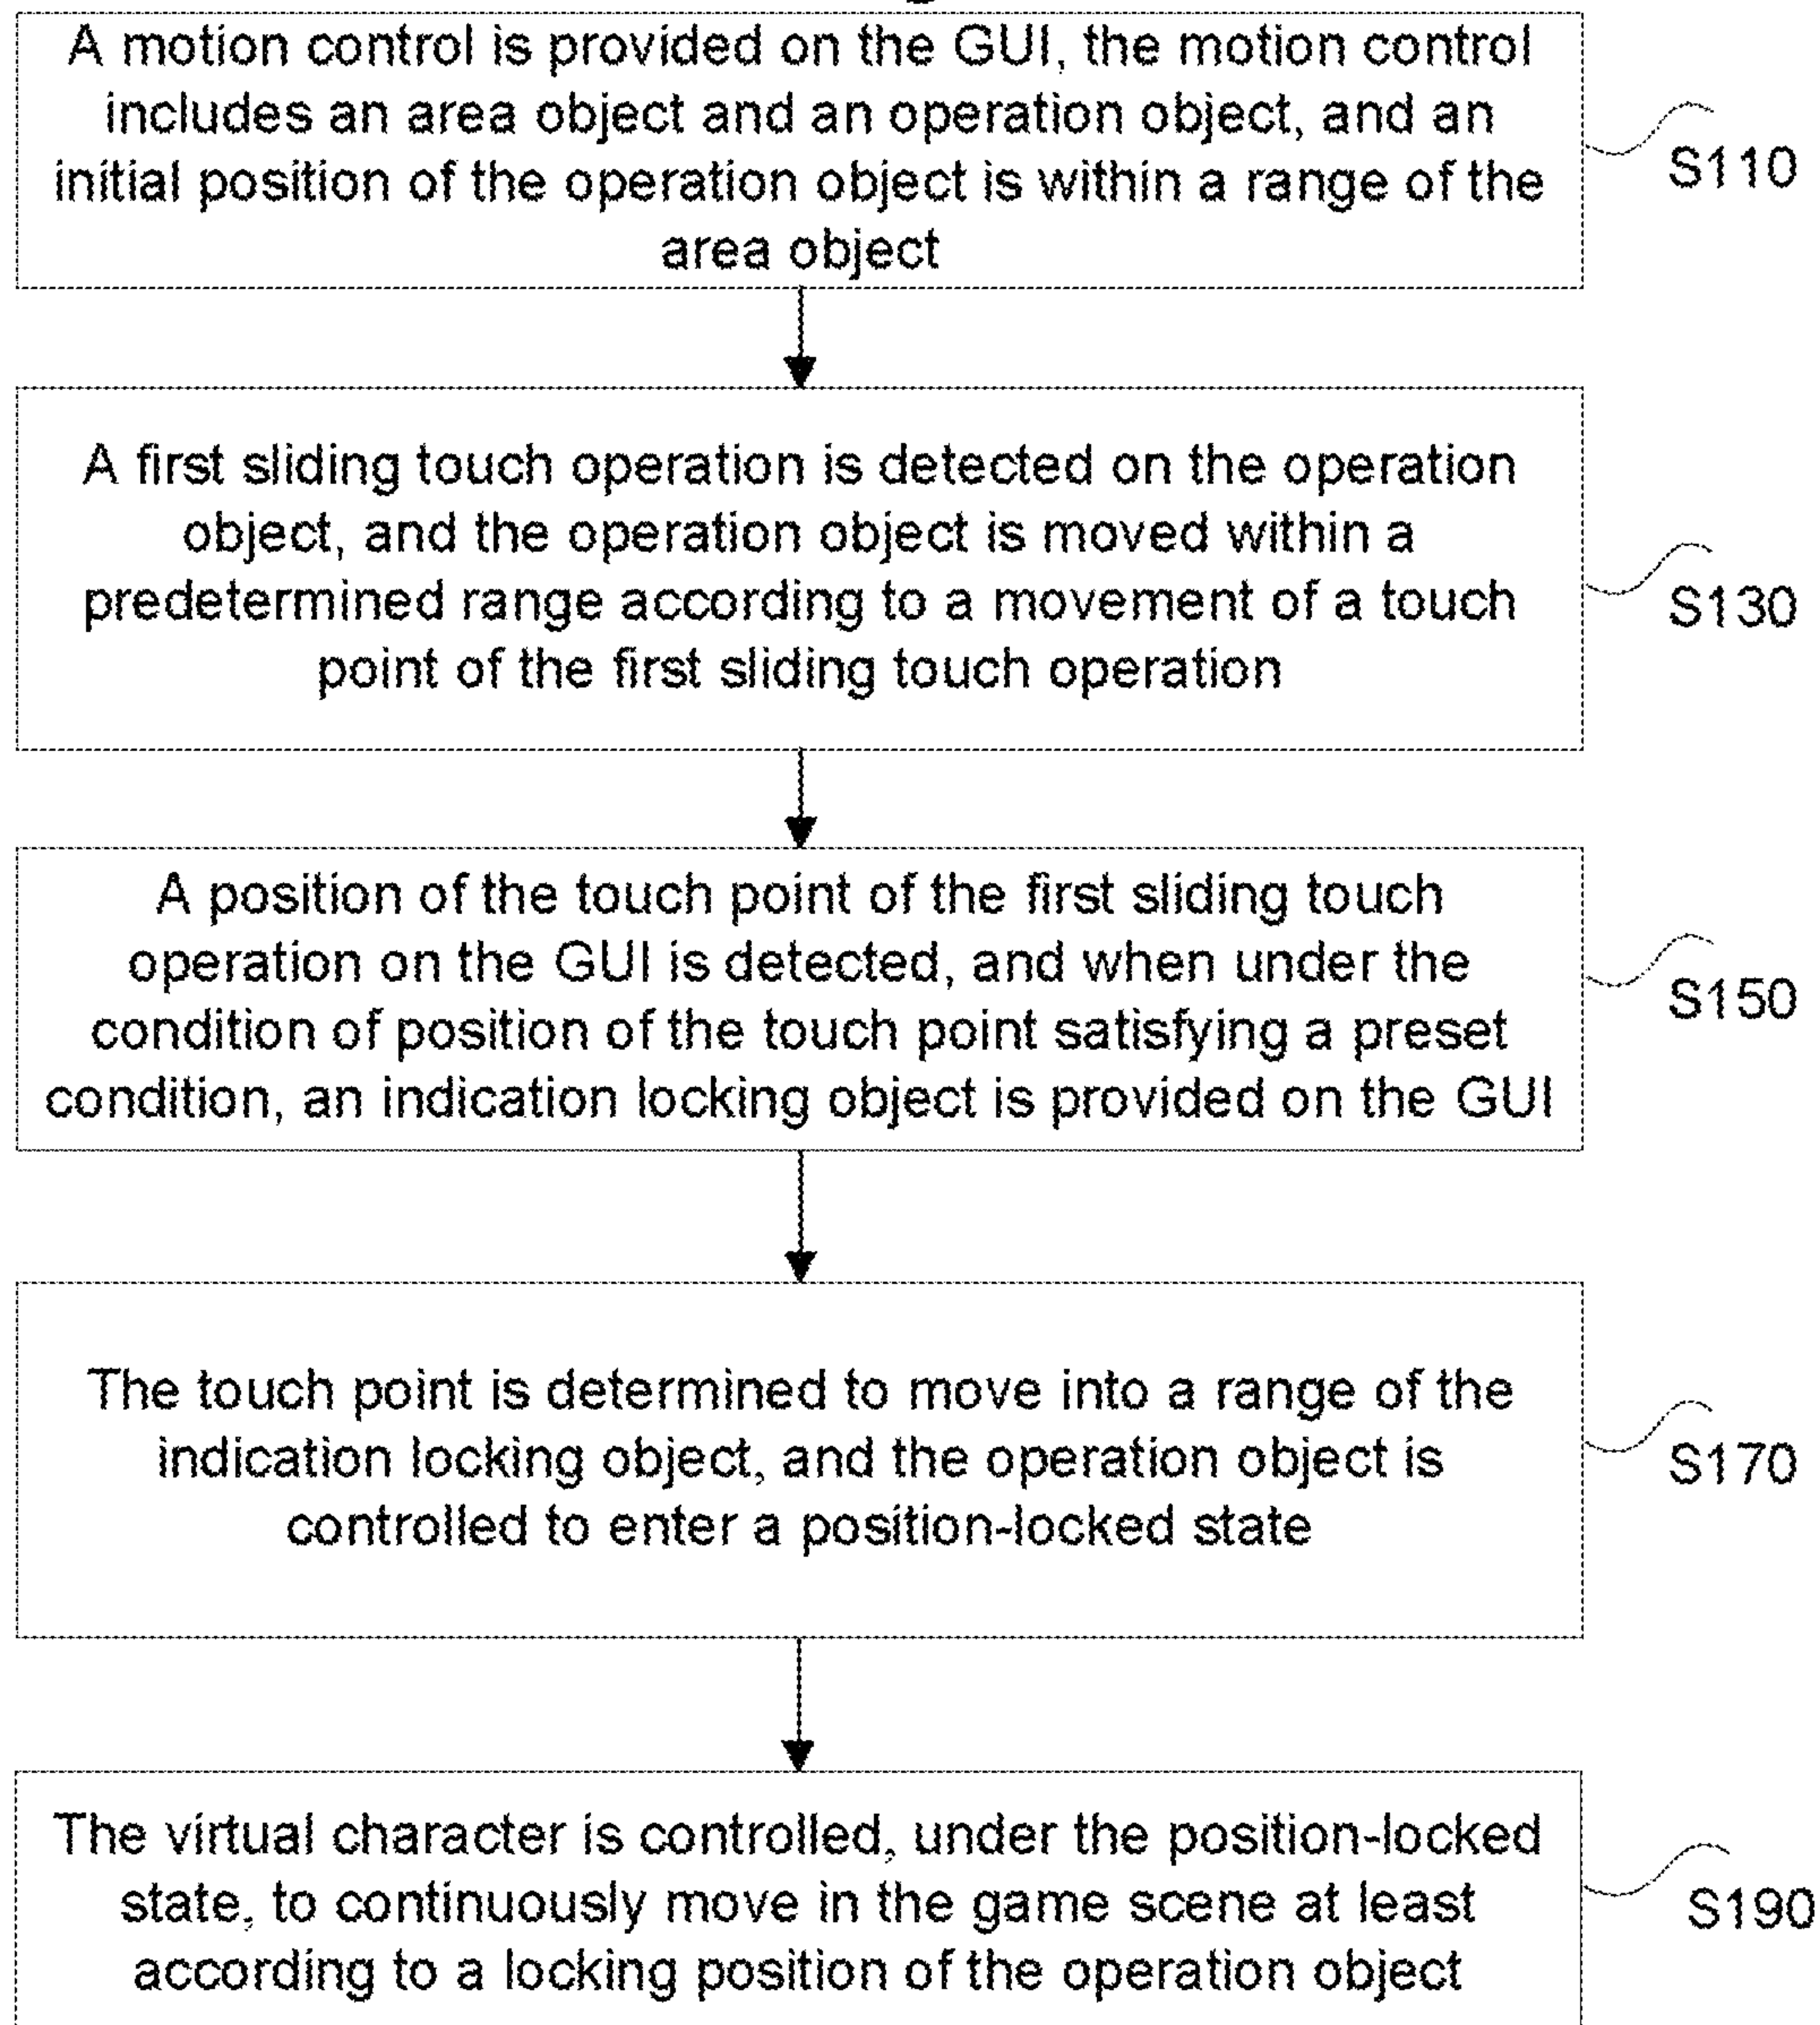 A motion control is provided on the GUI, the motion control
includes an area object and an operation object, and an
initial position of the operation object is within a range of the
area object
S110
A first sliding touch operation is detected on the operation
object, and the operation object is moved within a
predetermined range according to a movement of a touch
point of the first sliding touch operation
S130
A position of the touch point of the first sliding touch
operation on the GUI is detected, and when under the
condition of position of the touch point satisfying a preset
condition, an indication locking object is provided on the GUI
S150
The touch point is determined to move into a range of the
indication locking object, and the operation object is
controlled to enter a position-locked state
S170
The virtual character is controlled, under the position-locked
state, to continuously move in the game scene at least
according to a locking position of the operation object
S190